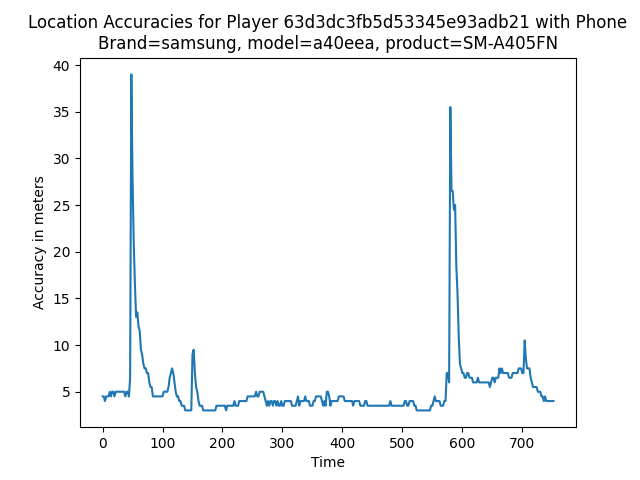 Location Accuracies for Player 63d3dc3fb5d53345e93adb21 with Phone
Brand=samsung, model=a40eea, product=SM-A405FN
Accuracy in meters
40
35
30
25
20
15
10
5
0 100 200 300 400 500 600 700
Time